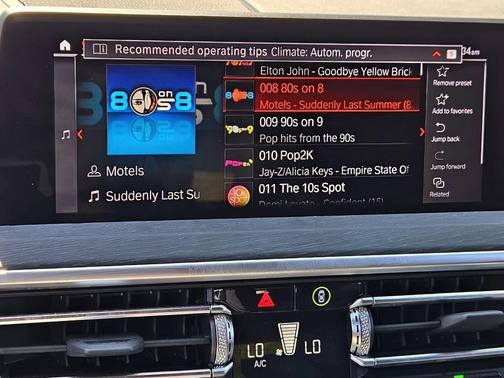 Recommended operating tips Climate: Autom. progr.
34am
Elton John - Goodbye Yellow Brick
008 80s on 8
Motels - Suddenly Last Summer (8
009 90s on 9
Pop hits from the 90s
010 Pop2K
Jay-Z/Alicia Keys - Empire State Of
011 The 10s Spot
Demi Lovato - Confident (15)
80s on 8
Motels
Suddenly Last Su
Remove preset
Add to favorites
Jump back
Jump forward
Related
LO
A/C
LO